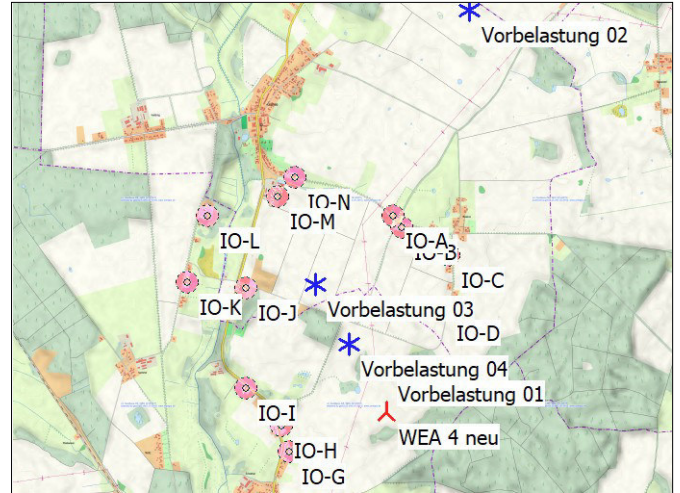 Vorbelastung 02
IO-N
IO-M
IO-L
IO-A
IO-B
IO-C
IO-K
IO-J
Vorbelastung 03
IO-D
Vorbelastung 04
Vorbelastung 01
IO-I
WEA 4 neu
IO-H
IO-G